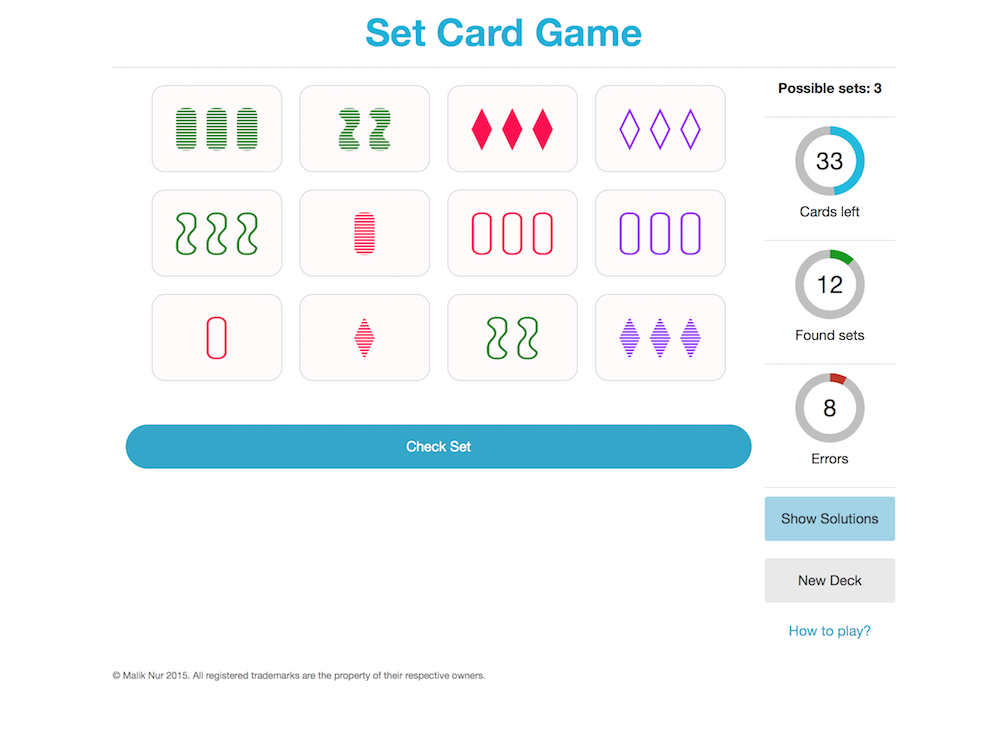 Set Card Game
Possible sets: 3
33
Cards left
12
Found sets
8
Errors
Check Set
Show Solutions
New Deck
How to play?
© Malik Nur 2015. All registered trademarks are the property of their respective owners.